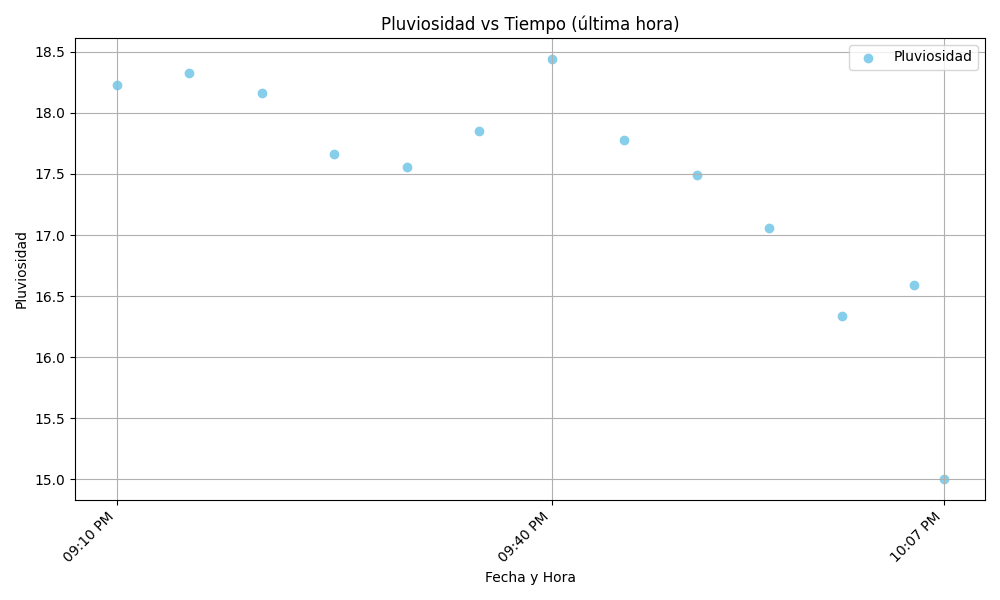 Pluviosidad vs Tiempo (última hora)
Pluviosidad
18.5
18.0
17.5
17.0
16.5
16.0
15.5
15.0
Pluviosidad
09:10 PM
09:40 PM
10:07 PM
Fecha y Hora